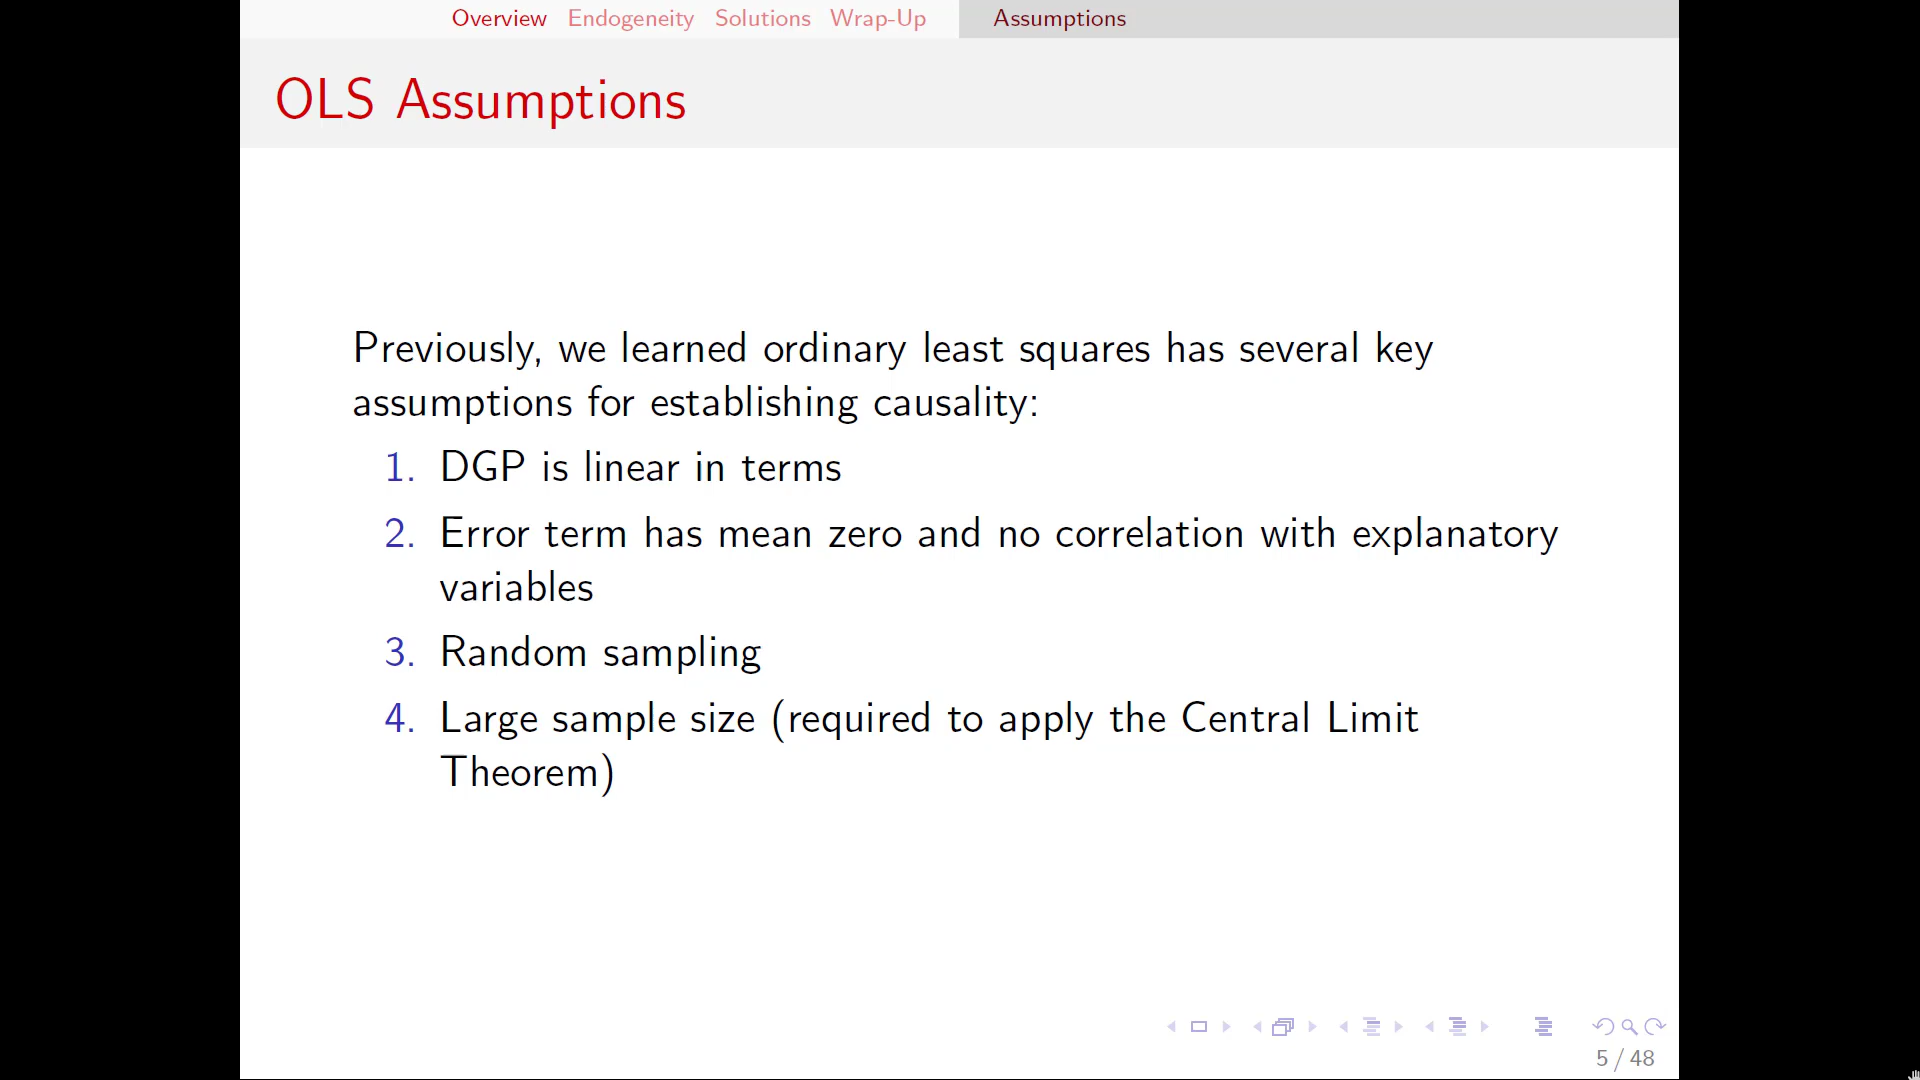 Overview Endogeneity Solutions Wrap-Up Assumptions
OLS Assumptions
Previously, we learned ordinary least squares has several key
assumptions for establishing causality:
1. DGP is linear in terms
2. Error term has mean zero and no correlation with explanatory
variables
3. Random sampling
4. Large sample size (required to apply the Central Limit
Theorem)
5 / 48